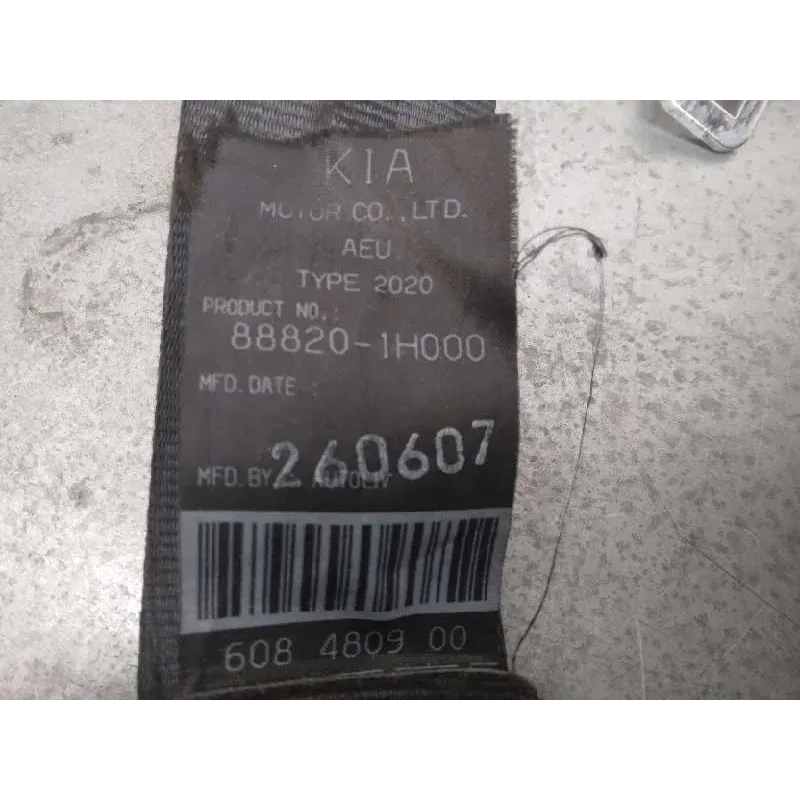 KIA
MOTOR CO.,LTD.
AEU
TYPE 2020
PRODUCT NO.:
88820-1H000
MFD. DATE :
260607
MFD. BY AUTOLIV
608 4809 00